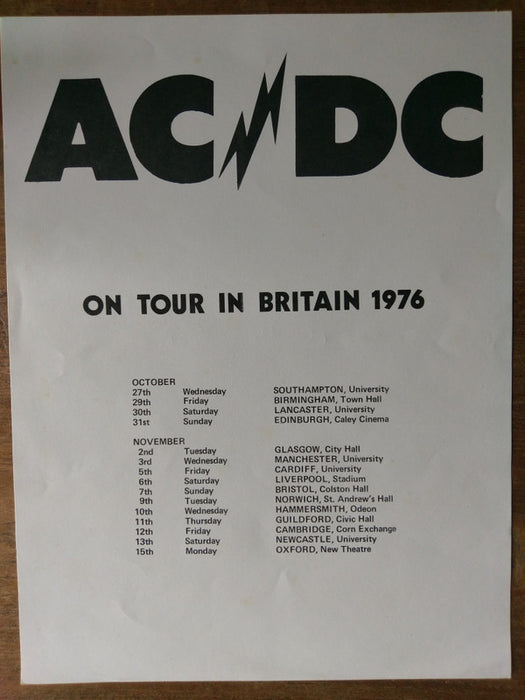 AC DC
ON TOUR IN BRITAIN 1976
OCTOBER
27th Wednesday SOUTHAMPTON, University
29th Friday BIRMINGHAM, Town Hall
30th Saturday LANCASTER, University
31st Sunday EDINBURGH, Caley Cinema
NOVEMBER
2nd Tuesday GLASGOW, City Hall
3rd Wednesday MANCHESTER, University
5th Friday CARDIFF, University
6th Saturday LIVERPOOL, Stadium
7th Sunday BRISTOL, Colston Hall
9th Tuesday NORWICH, St. Andrew's Hall
10th Wednesday HAMMERSMITH, Odeon
11th Thursday GUILDFORD, Civic Hall
12th Friday CAMBRIDGE, Corn Exchange
13th Saturday NEWCASTLE, University
15th Monday OXFORD, New Theatre